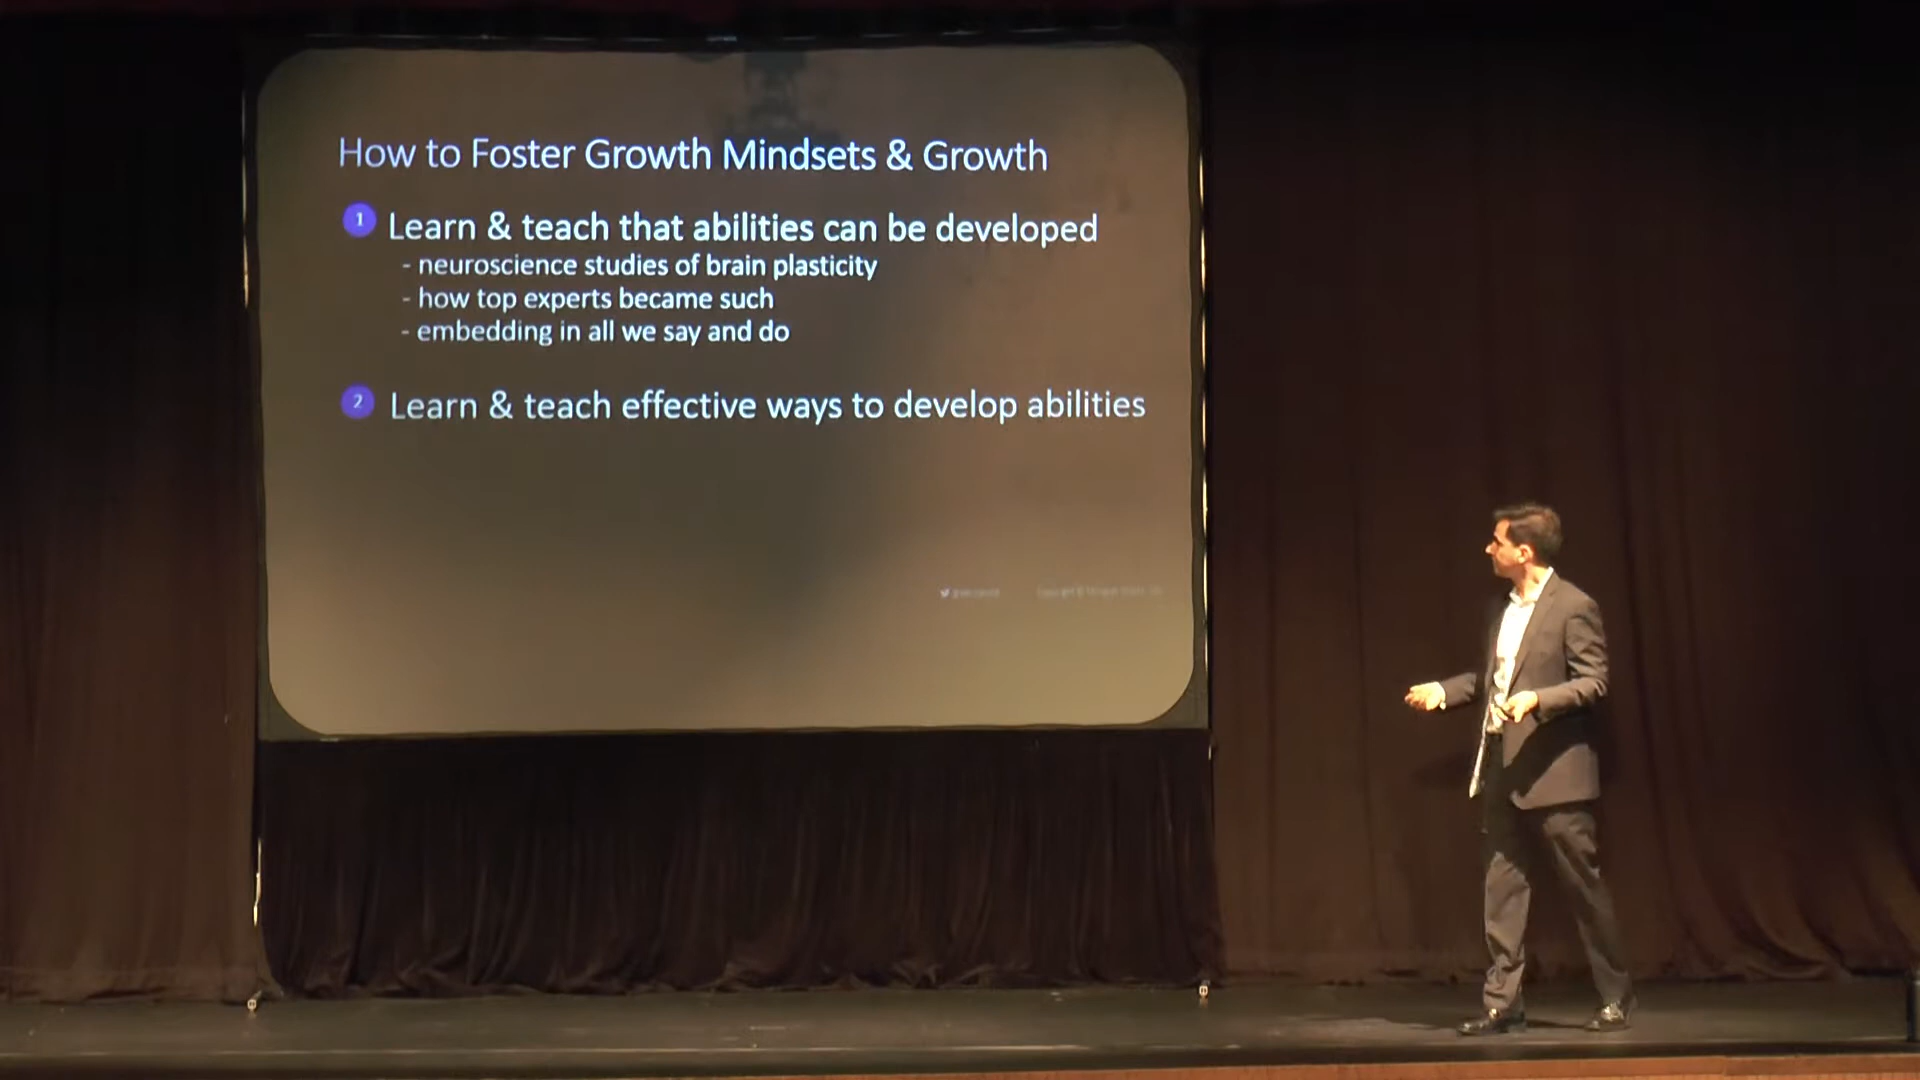 How to Foster Growth Mindsets & Growth
1 Learn & teach that abilities can be developed
- neuroscience studies of brain plasticity
- how top experts became such
- embedding in all we say and do
2 Learn & teach effective ways to develop abilities